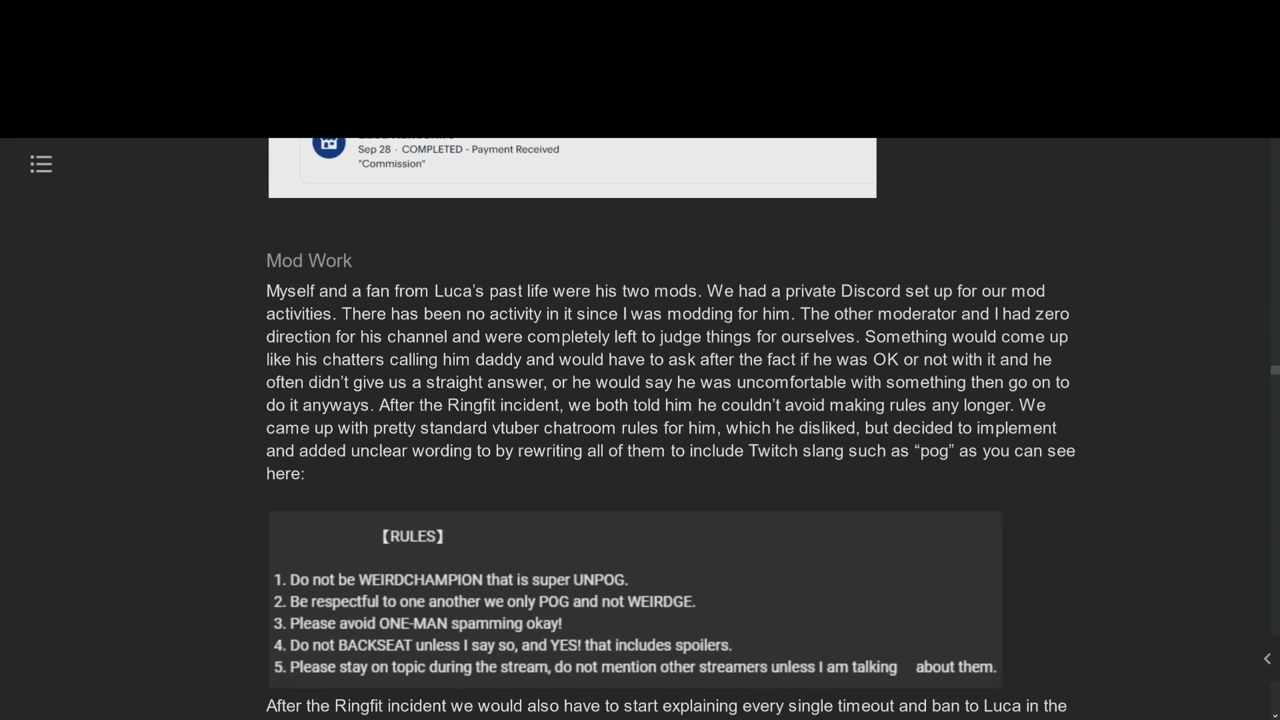 Sep 28 · COMPLETED - Payment Received
"Commission"
Mod Work
Myself and a fan from Luca’s past life were his two mods. We had a private Discord set up for our mod
activities. There has been no activity in it since I was modding for him. The other moderator and I had zero
direction for his channel and were completely left to judge things for ourselves. Something would come up
like his chatters calling him daddy and would have to ask after the fact if he was OK or not with it and he
often didn’t give us a straight answer, or he would say he was uncomfortable with something then go on to
do it anyways. After the Ringfit incident, we both told him he couldn’t avoid making rules any longer. We
came up with pretty standard vtuber chatroom rules for him, which he disliked, but decided to implement
and added unclear wording to by rewriting all of them to include Twitch slang such as “pog” as you can see
here:
【RULES】
1. Do not be WEIRDCHAMPION that is super UNPOG.
2. Be respectful to one another we only POG and not WEIRDGE.
3. Please avoid ONE-MAN spamming okay!
4. Do not BACKSEAT unless I say so, and YES! that includes spoilers.
5. Please stay on topic during the stream, do not mention other streamers unless I am talking about them.
After the Ringfit incident we would also have to start explaining every single timeout and ban to Luca in the